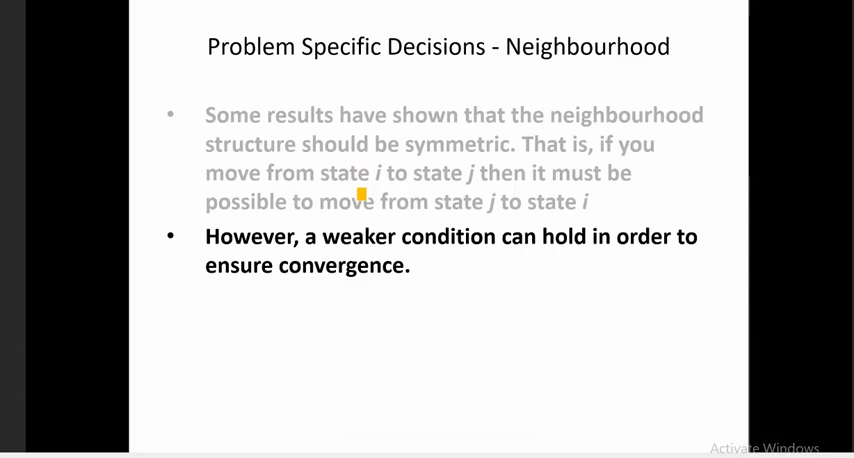 Problem Specific Decisions - Neighbourhood
• Some results have shown that the neighbourhood
structure should be symmetric. That is, if you
move from state i to state j then it must be
possible to move from state j to state i
• However, a weaker condition can hold in order to
ensure convergence.
Activate Windows